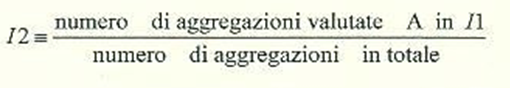 numero di aggregazioni valutate A in I1
I2 ≡
numero di aggregazioni in totale